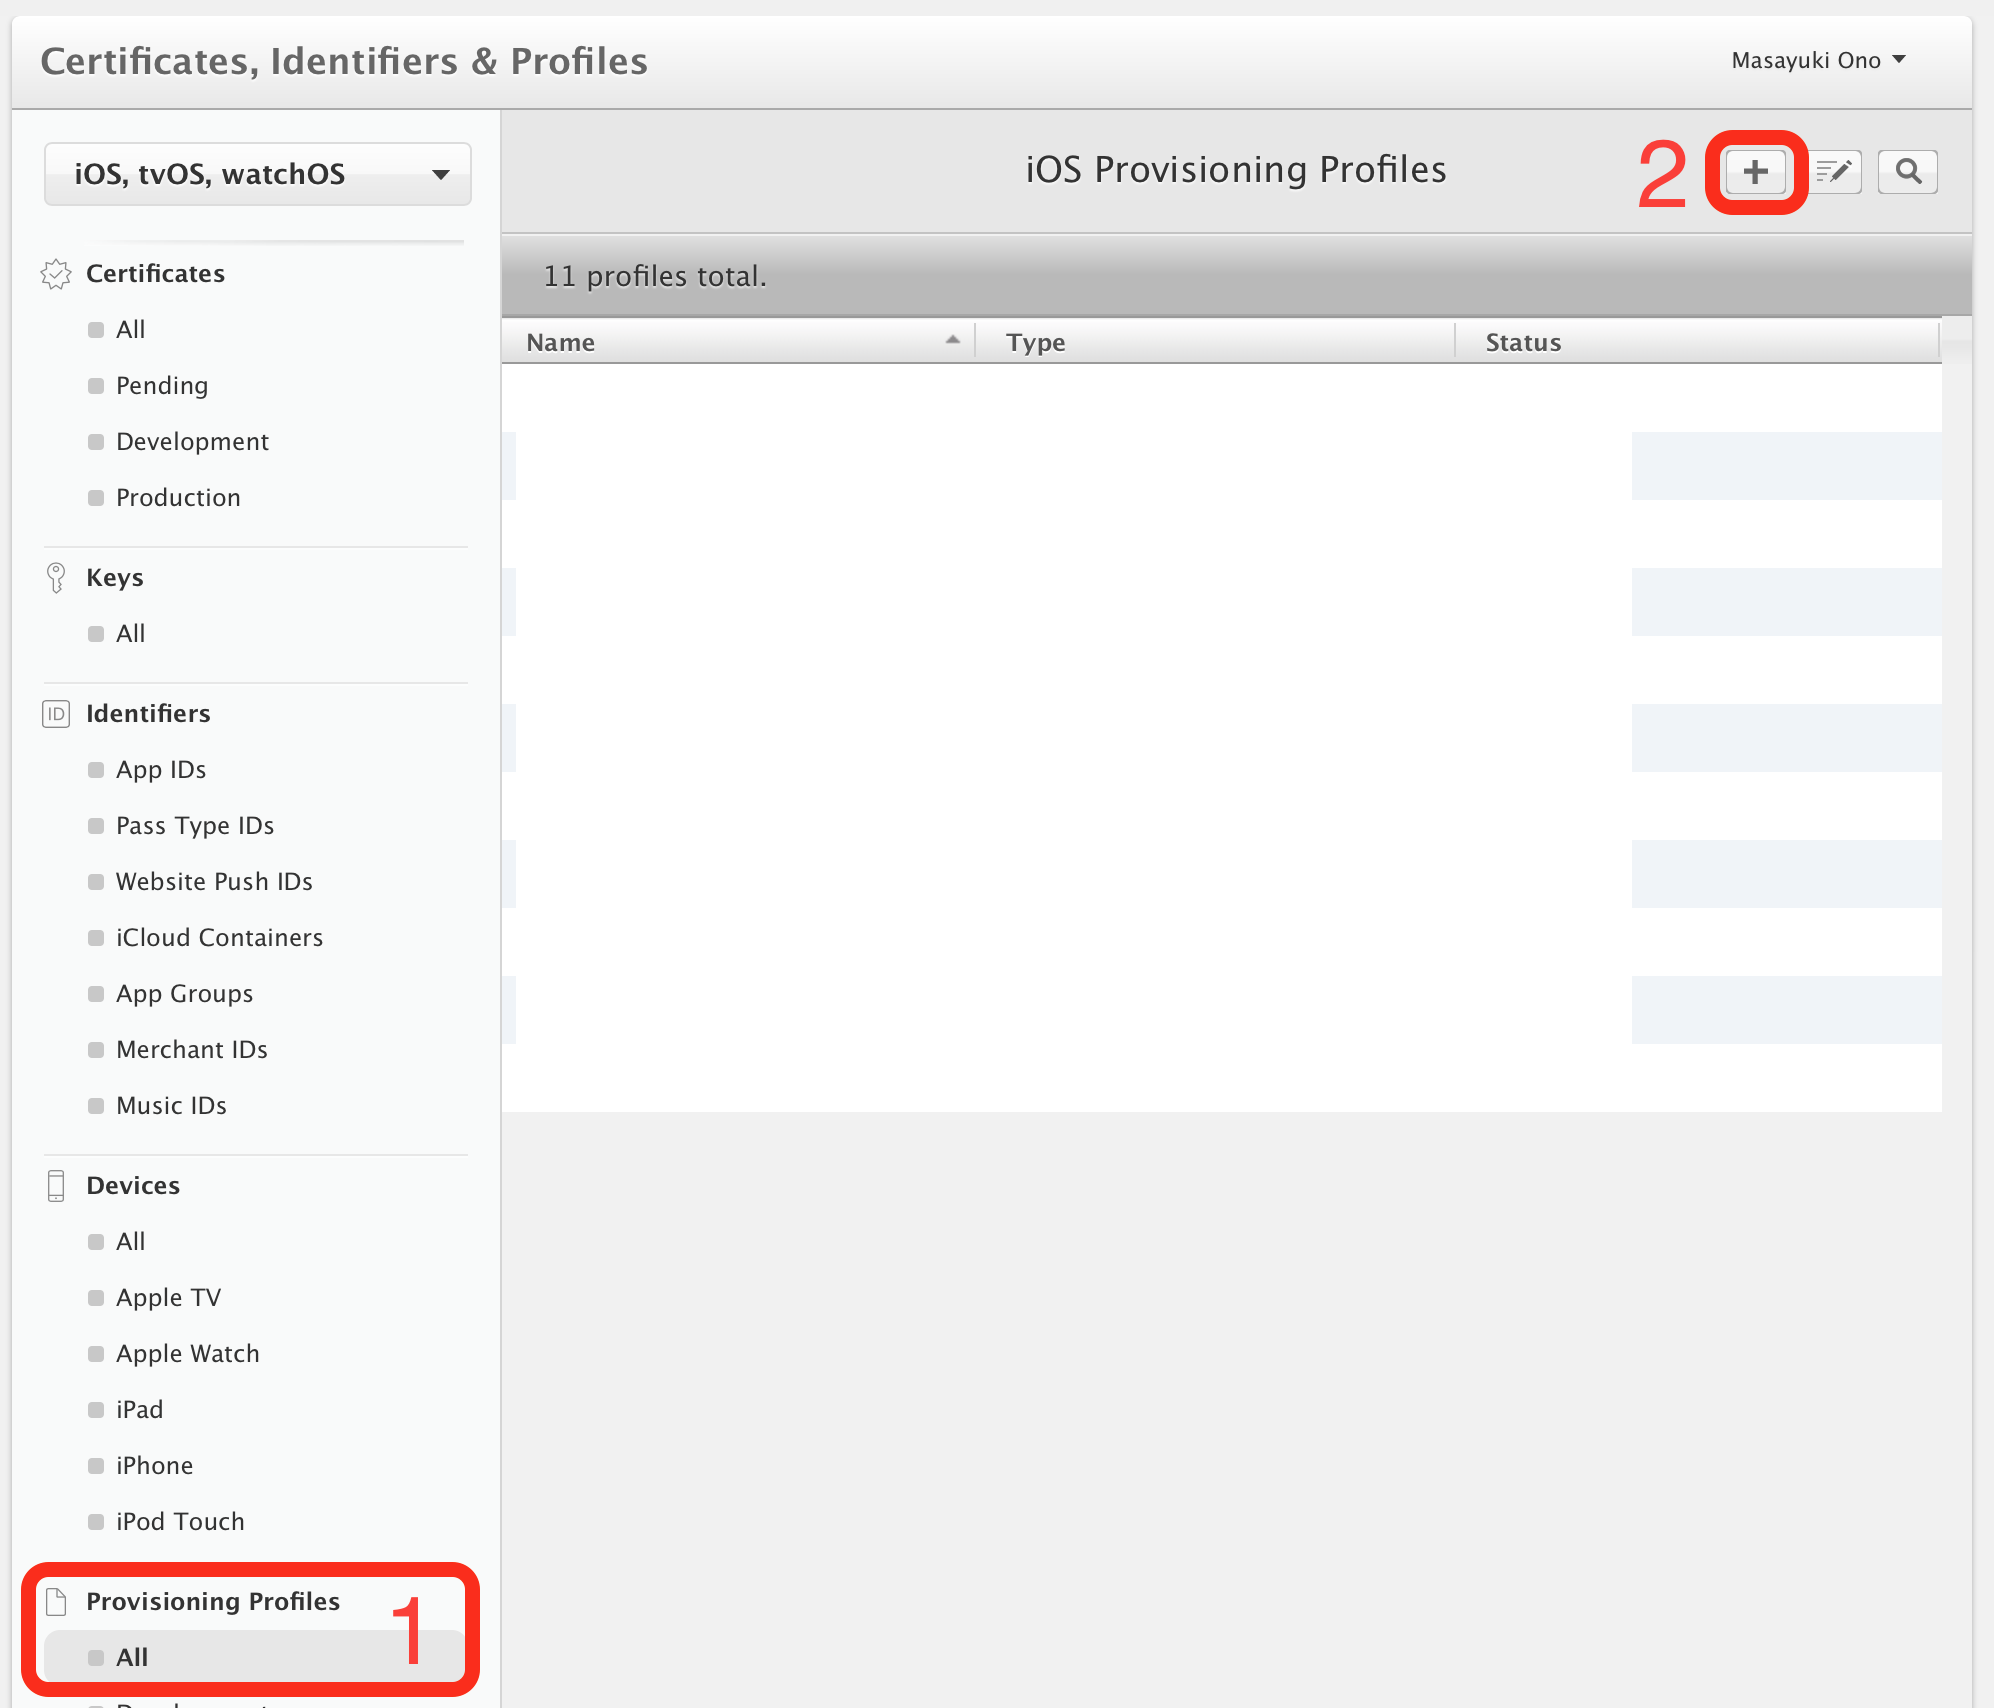 Certificates, Identifiers & Profiles
Masayuki Ono
iOS, tvOS, watchOS
iOS Provisioning Profiles
2
11 profiles total.
Name
Type
Status
Certificates
All
Pending
Development
Production
Keys
All
ID
Identifiers
App IDs
Pass Type IDs
Website Push IDs
iCloud Containers
App Groups
Merchant IDs
Music IDs
Devices
All
Apple TV
Apple Watch
iPad
iPhone
iPod Touch
Provisioning Profiles
1
All